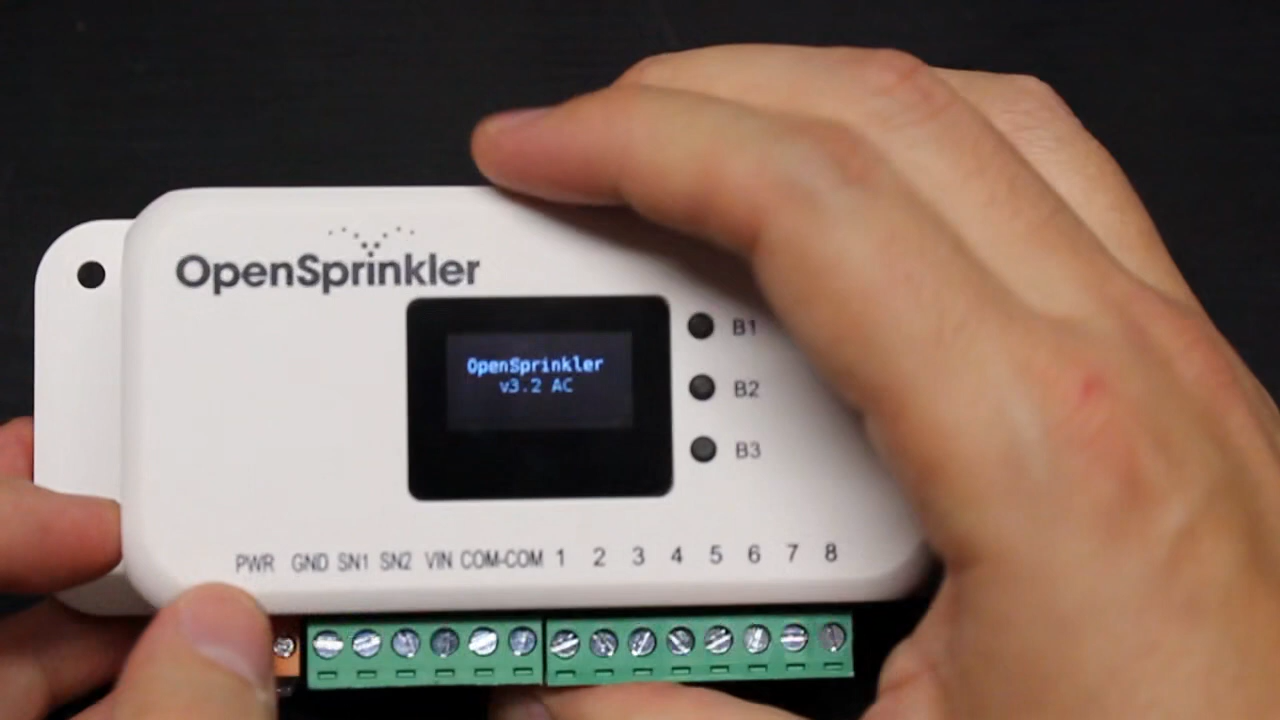 OpenSprinkler
OpenSprinkler
v3.2 AC
B1
B2
B3
PWR GND SN1 SN2 VIN COM-COM 1 2 3 4 5 6 7 8